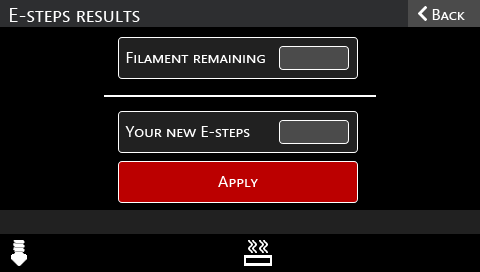 E-steps results
Back
Filament remaining
Your new E-steps
Apply